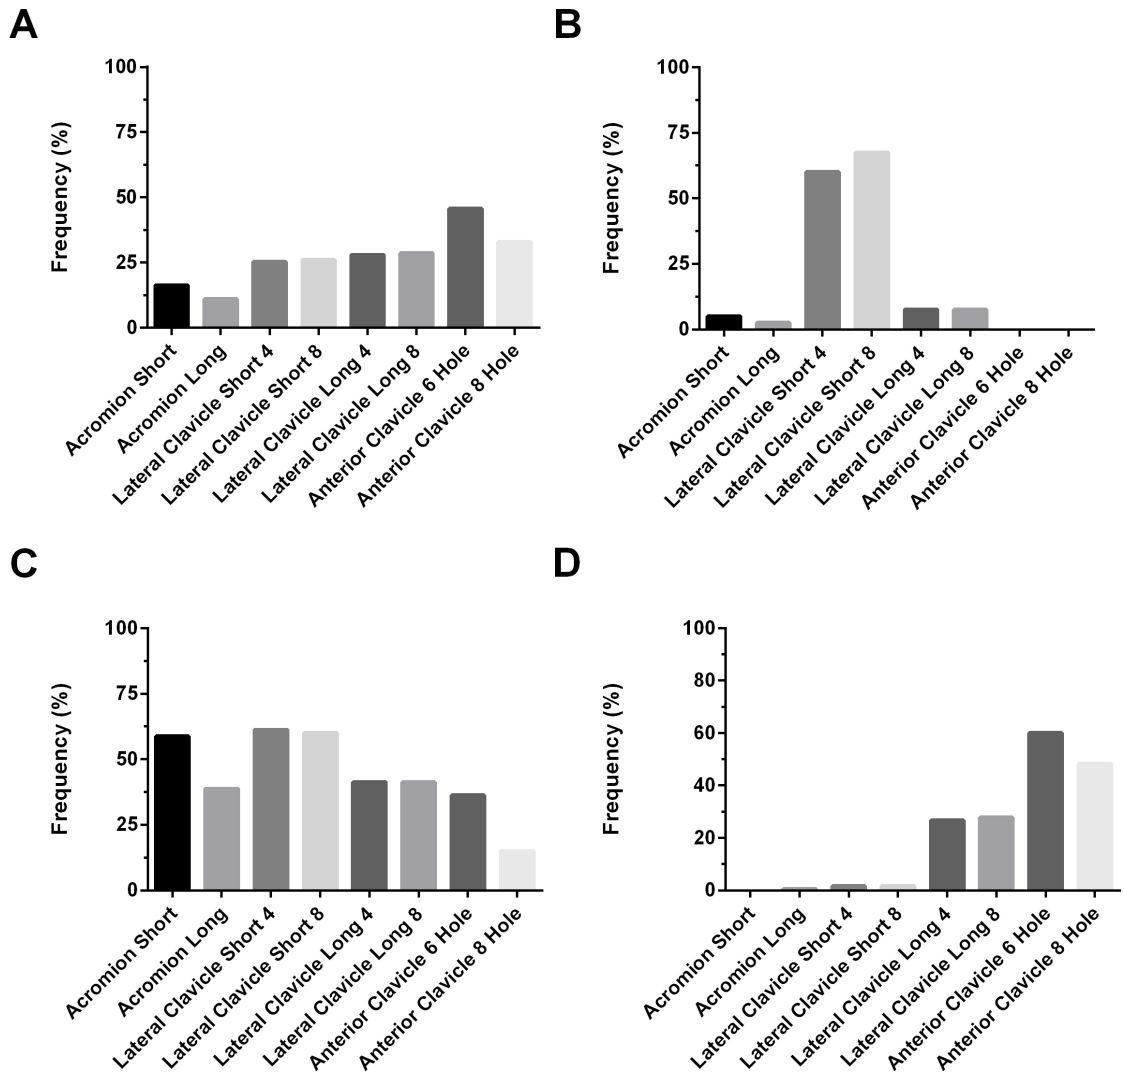 A
Frequency (%)
100
75
50
25
0
Acromion Short
Acromion Long
Lateral Clavicle Short 4
Lateral Clavicle Short 8
Lateral Clavicle Long 4
Lateral Clavicle Long 8
Anterior Clavicle 6 Hole
Anterior Clavicle 8 Hole
B
Frequency (%)
100
75
50
25
0
Acromion Short
Acromion Long
Lateral Clavicle Short 4
Lateral Clavicle Short 8
Lateral Clavicle Long 4
Lateral Clavicle Long 8
Anterior Clavicle 6 Hole
Anterior Clavicle 8 Hole
C
Frequency (%)
100
75
50
25
0
Acromion Short
Acromion Long
Lateral Clavicle Short 4
Lateral Clavicle Short 8
Lateral Clavicle Long 4
Lateral Clavicle Long 8
Anterior Clavicle 6 Hole
Anterior Clavicle 8 Hole
D
Frequency (%)
100
80
60
40
20
0
Acromion Short
Acromion Long
Lateral Clavicle Short 4
Lateral Clavicle Short 8
Lateral Clavicle Long 4
Lateral Clavicle Long 8
Anterior Clavicle 6 Hole
Anterior Clavicle 8 Hole